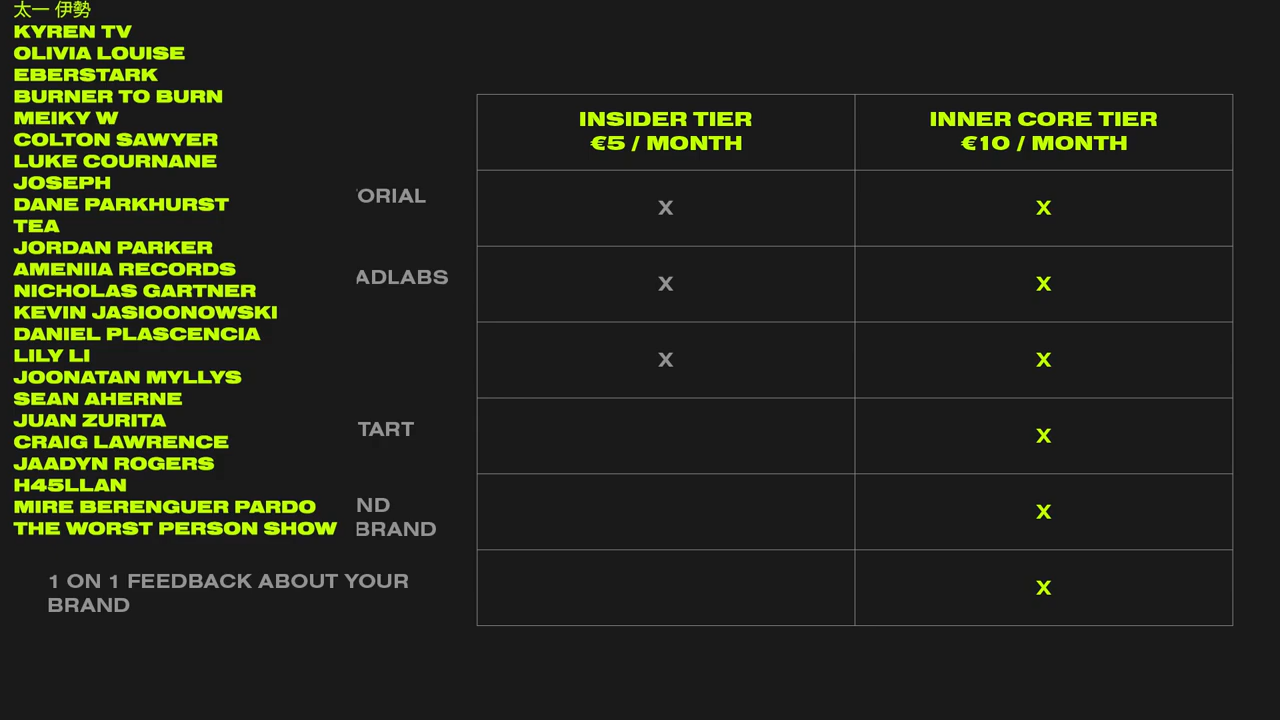 太一 伊勢
KYREN TV
OLIVIA LOUISE
EBERSTARK
BURNER TO BURN
MEIKY W
COLTON SAWYER
LUKE COURNANE
JOSEPH
DANE PARKHURST
TEA
JORDAN PARKER
AMENIIA RECORDS
NICHOLAS GARTNER
KEVIN JASIOONOWSKI
DANIEL PLASCENCIA
LILY LI
JOONATAN MYLLYS
SEAN AHERNE
JUAN ZURITA
CRAIG LAWRENCE
JAADYN ROGERS
H45LLAN
MIRE BERENGUER PARDO
THE WORST PERSON SHOW
INSIDER TIER
€5 / MONTH
INNER CORE TIER
€10 / MONTH
ORIAL
X
X
ADLABS
X
X
X
X
TART
X
ND
BRAND
X
1 ON 1 FEEDBACK ABOUT YOUR
BRAND
X